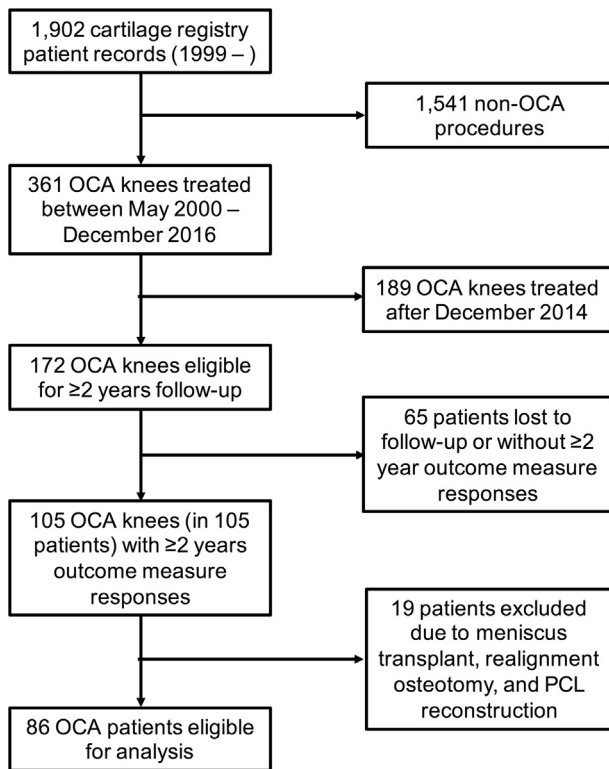 1,902 cartilage registry
patient records (1999 – )
1,541 non-OCA
procedures
361 OCA knees treated
between May 2000 –
December 2016
189 OCA knees treated
after December 2014
172 OCA knees eligible
for ≥2 years follow-up
65 patients lost to
follow-up or without ≥2
year outcome measure
responses
105 OCA knees (in 105
patients) with ≥2 years
outcome measure
responses
19 patients excluded
due to meniscus
transplant, realignment
osteotomy, and PCL
reconstruction
86 OCA patients eligible
for analysis